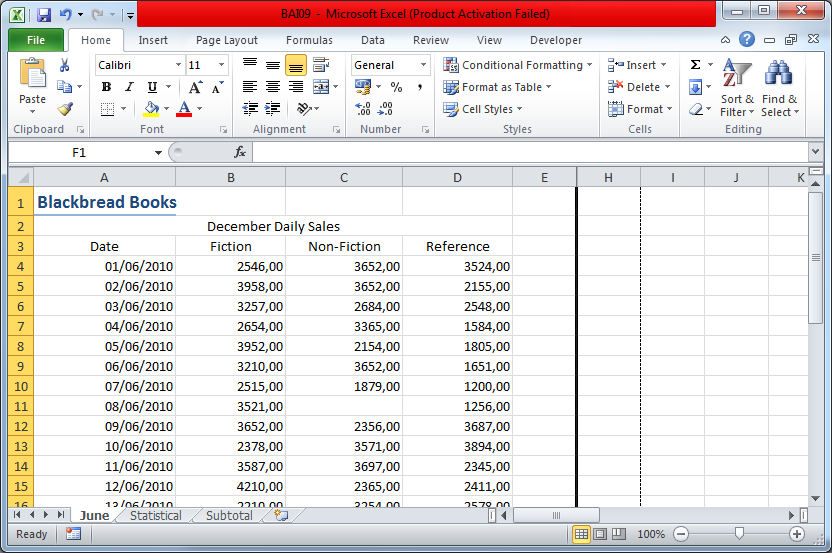 BAI09 - Microsoft Excel (Product Activation Failed)
File Home Insert Page Layout Formulas Data Review View Developer
Calibri 11 General Conditional Formatting Insert Σ
Paste B I U A A % , Format as Table Delete Sort & Filter Find & Select
A Cell Styles Format
Clipboard Font Alignment Number Styles Cells Editing
F1 fx
A B C D E H I J K
1 Blackbread Books
2 December Daily Sales
3 Date Fiction Non-Fiction Reference
4 01/06/2010 2546,00 3652,00 3524,00
5 02/06/2010 3958,00 3652,00 2155,00
6 03/06/2010 3257,00 2684,00 2548,00
7 04/06/2010 2654,00 3365,00 1584,00
8 05/06/2010 3952,00 2154,00 1805,00
9 06/06/2010 3210,00 3652,00 1651,00
10 07/06/2010 2515,00 1879,00 1200,00
11 08/06/2010 3521,00 1256,00
12 09/06/2010 3652,00 2356,00 3687,00
13 10/06/2010 2378,00 3571,00 3894,00
14 11/06/2010 3587,00 3697,00 2345,00
15 12/06/2010 4210,00 2365,00 2411,00
16 13/06/2010 2210,00 3254,00 2578,00
June Statistical Subtotal
Ready 100%